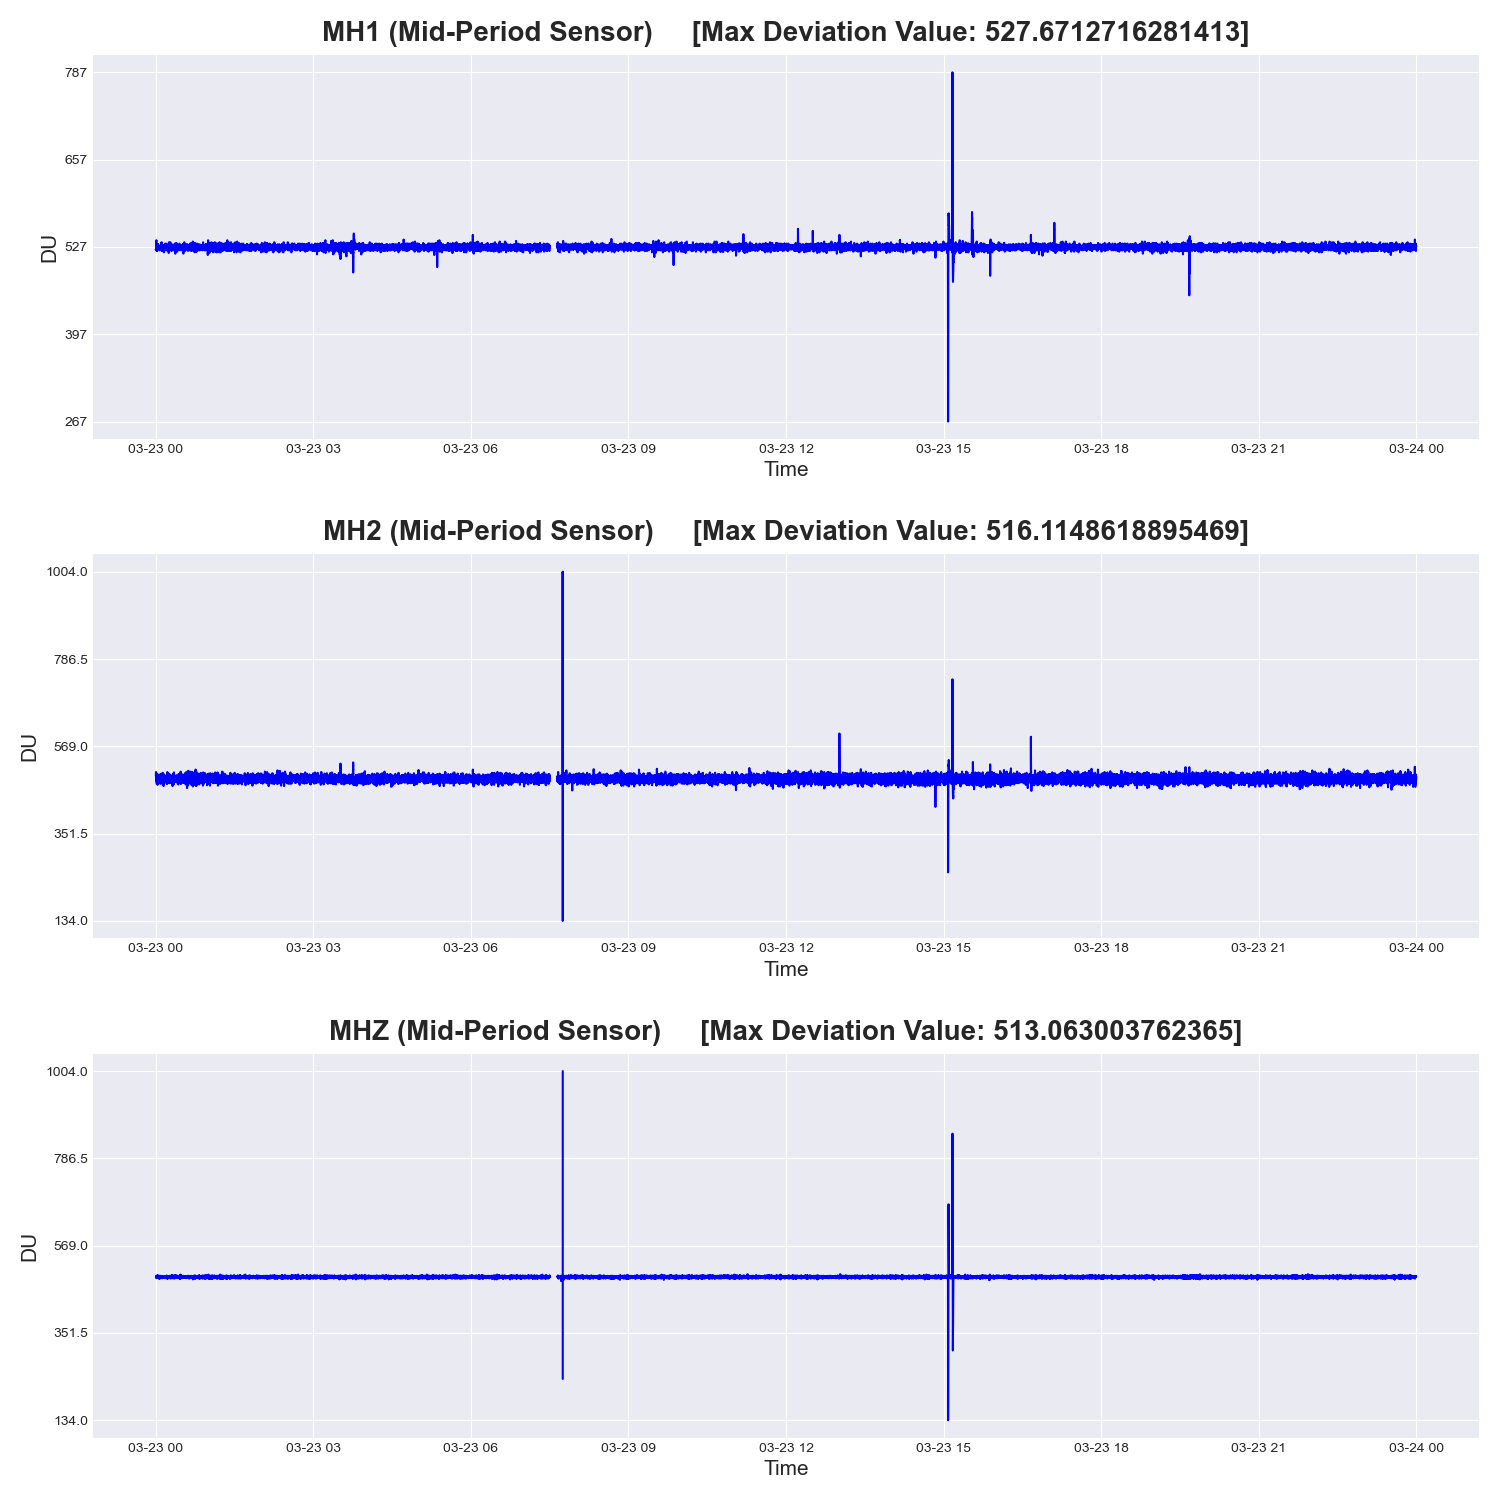 MH1 (Mid-Period Sensor) [Max Deviation Value: 527.6712716281413]
787
657
527
397
267
DU
03-23 00 03-23 03 03-23 06 03-23 09 03-23 12 03-23 15 03-23 18 03-23 21 03-24 00
Time
MH2 (Mid-Period Sensor) [Max Deviation Value: 516.1148618895469]
1004.0
786.5
569.0
351.5
134.0
DU
03-23 00 03-23 03 03-23 06 03-23 09 03-23 12 03-23 15 03-23 18 03-23 21 03-24 00
Time
MHZ (Mid-Period Sensor) [Max Deviation Value: 513.063003762365]
1004.0
786.5
569.0
351.5
134.0
DU
03-23 00 03-23 03 03-23 06 03-23 09 03-23 12 03-23 15 03-23 18 03-23 21 03-24 00
Time